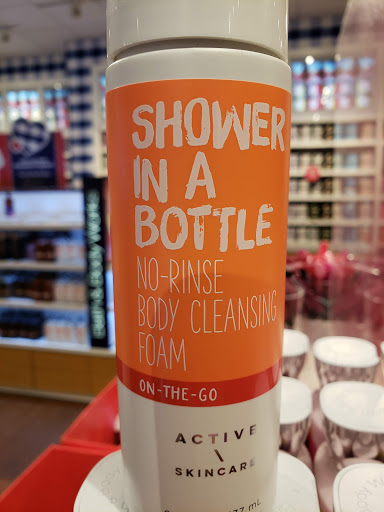 SHOWER
IN A
BOTTLE
NO-RINSE
BODY CLEANSING
FOAM
ON-THE-GO
ACTIVE
\
SKINCARE